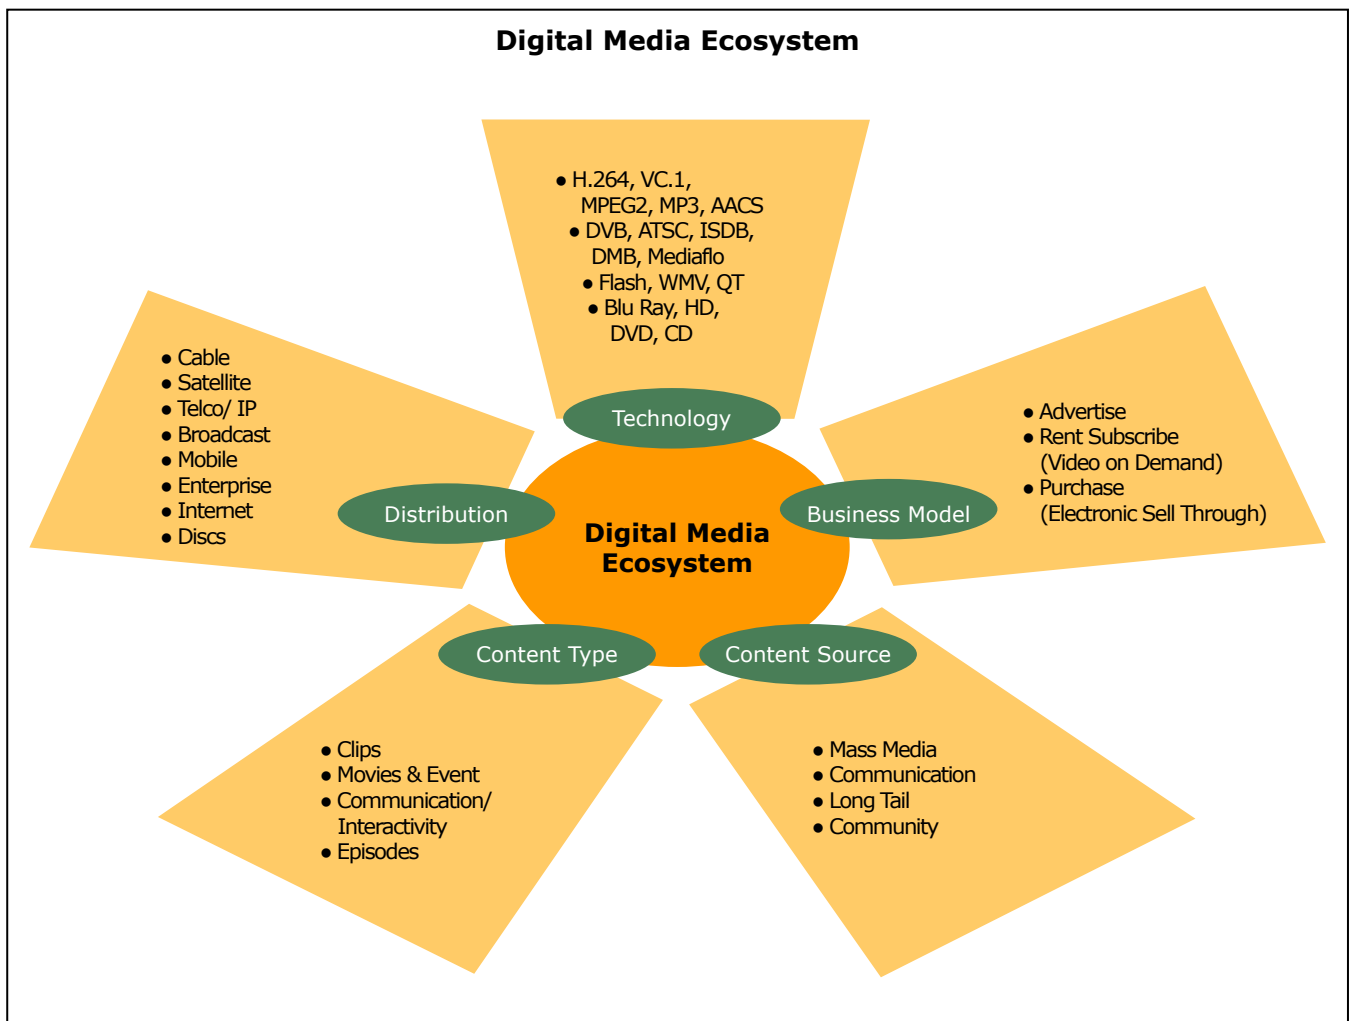 Digital Media Ecosystem
● H.264, VC.1,
MPEG2, MP3, AACS
● DVB, ATSC, ISDB,
DMB, Mediaflo
● Flash, WMV, QT
● Blu Ray, HD,
DVD, CD
Technology
● Cable
● Satellite
● Telco/ IP
● Broadcast
● Mobile
● Enterprise
● Internet
● Discs
Distribution
● Advertise
● Rent Subscribe
(Video on Demand)
● Purchase
(Electronic Sell Through)
Business Model
Digital Media
Ecosystem
Content Type
● Clips
● Movies & Event
● Communication/
Interactivity
● Episodes
Content Source
● Mass Media
● Communication
● Long Tail
● Community